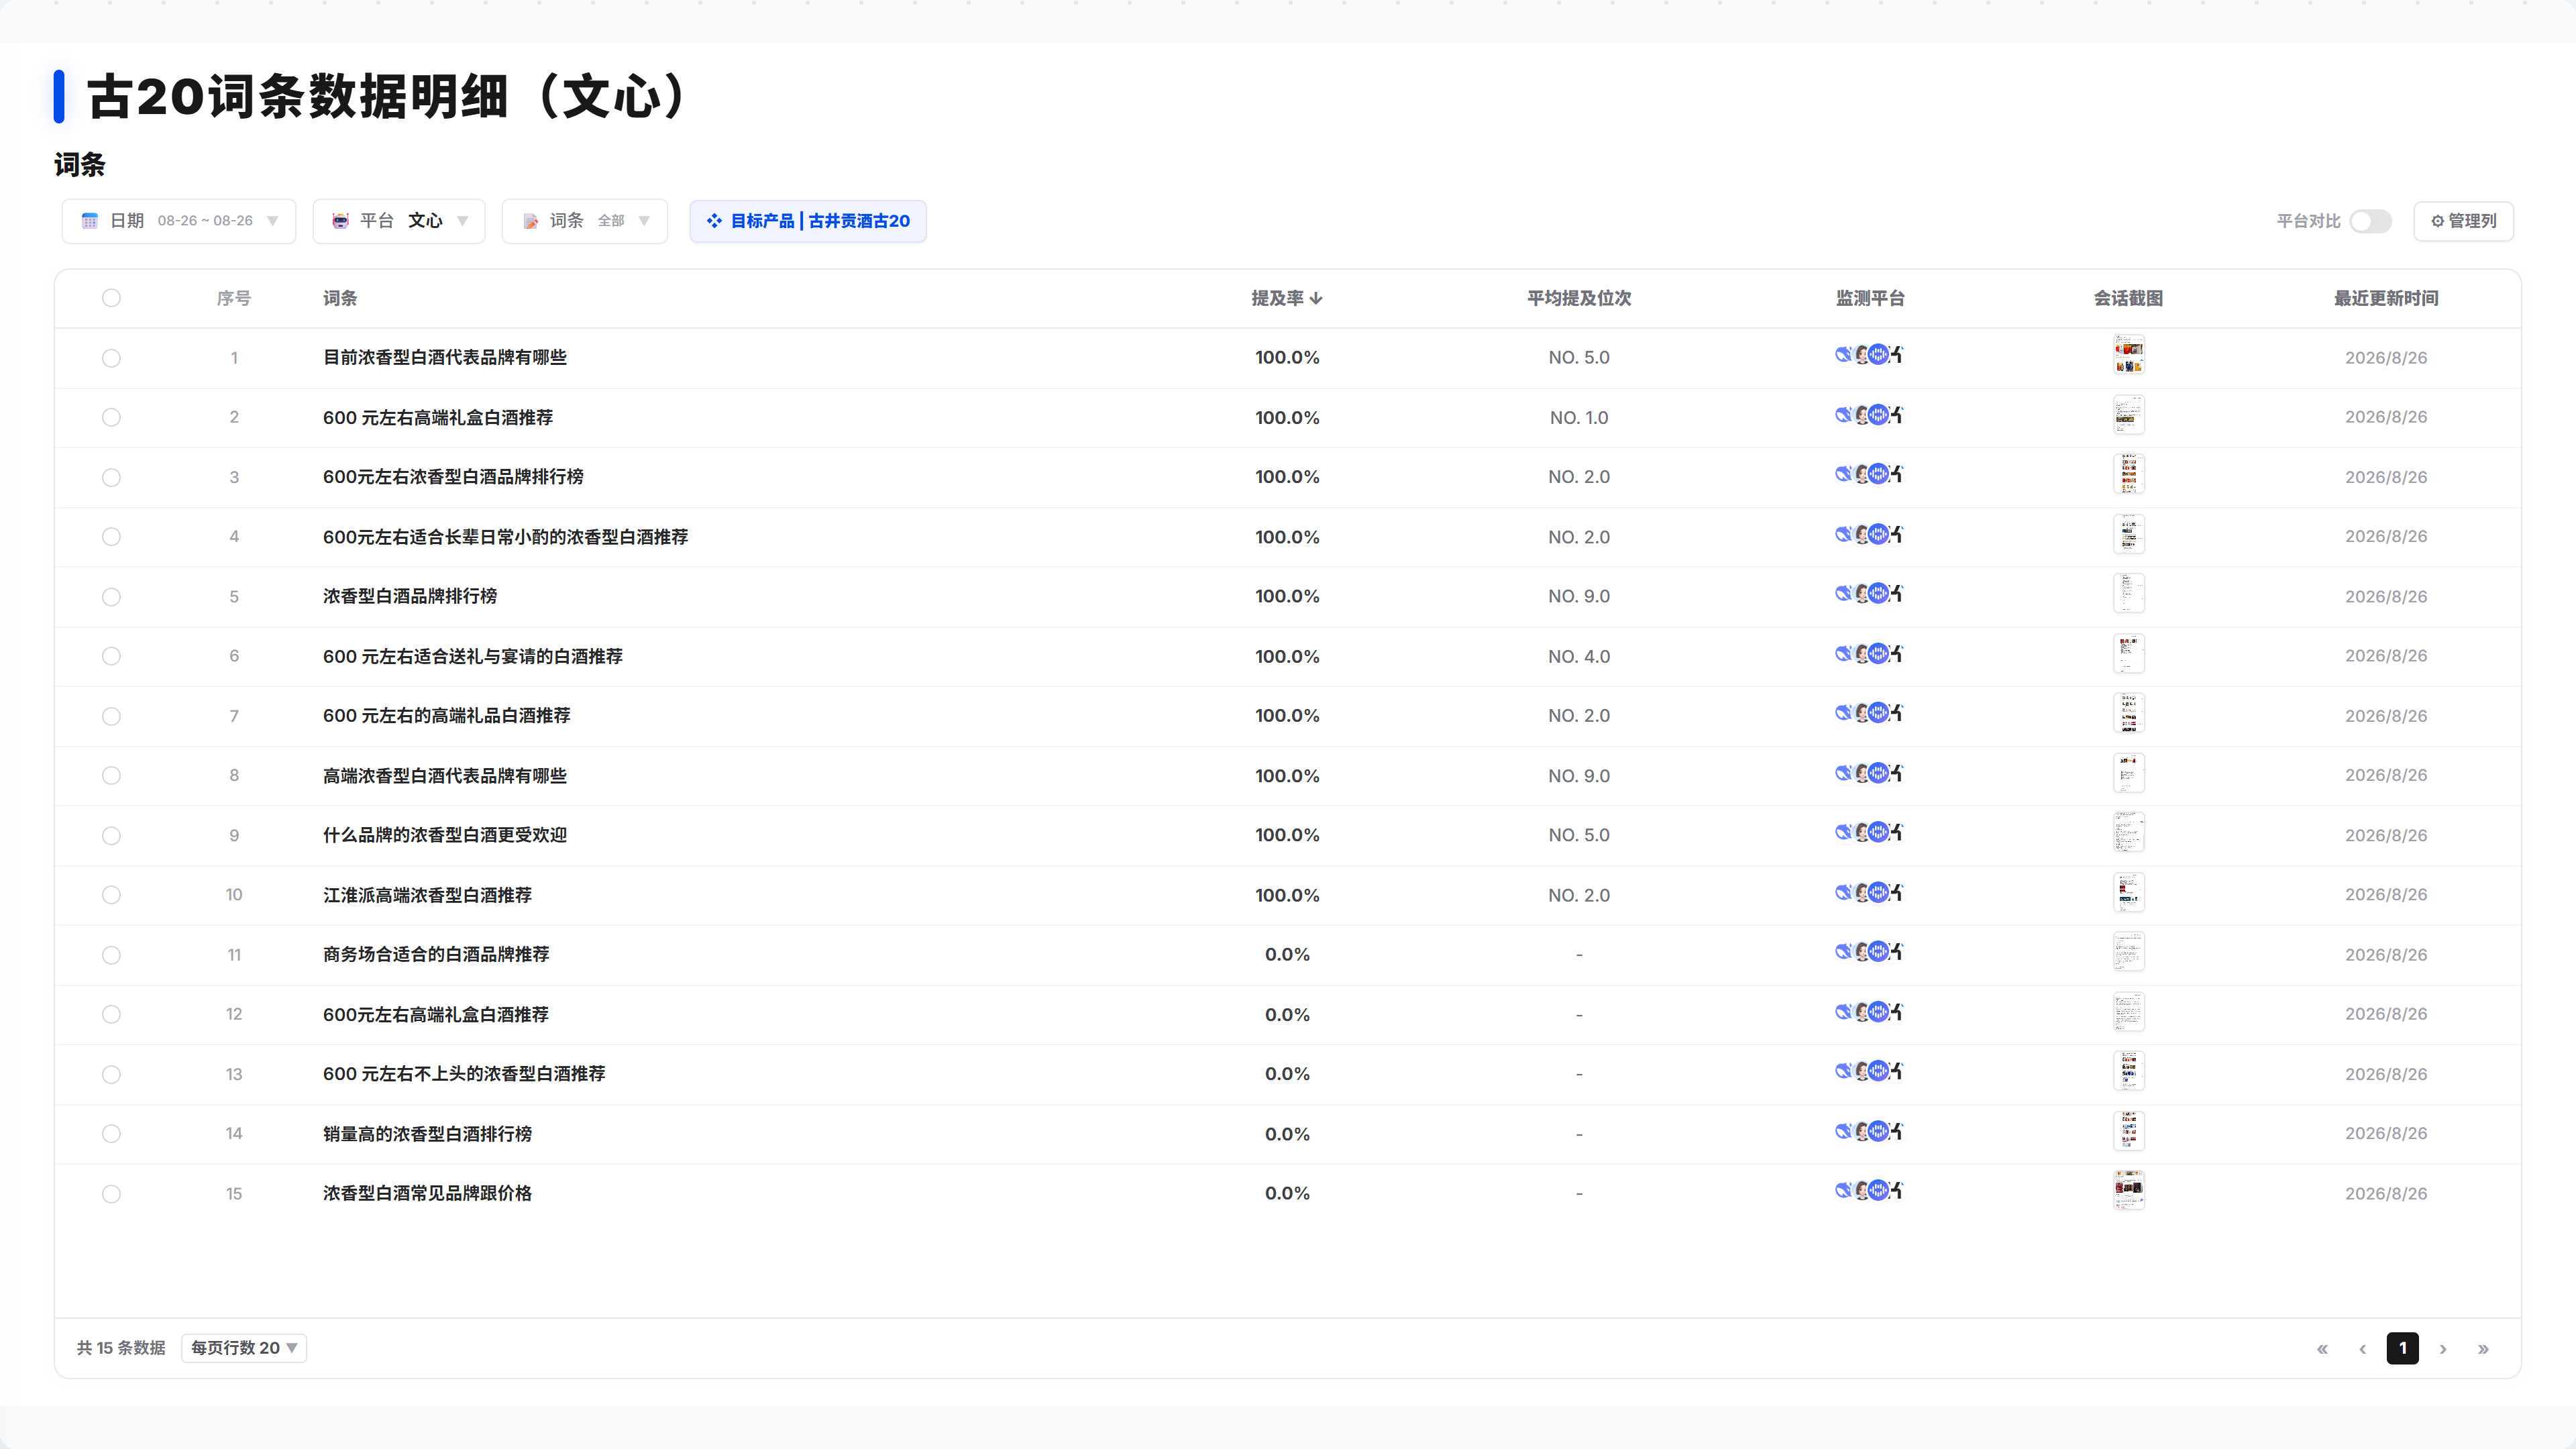 古20词条数据明细（文心）
词条
日期 08-26 ~ 08-26 ▼ 平台 文心 ▼ 词条 全部 ▼ 目标产品 | 古井贡酒古20 平台对比 管理列
序号 词条 提及率 ↓ 平均提及位次 监测平台 会话截图 最近更新时间
1 目前浓香型白酒代表品牌有哪些 100.0% NO. 5.0 2026/8/26
2 600 元左右高端礼盒白酒推荐 100.0% NO. 1.0 2026/8/26
3 600元左右浓香型白酒品牌排行榜 100.0% NO. 2.0 2026/8/26
4 600元左右适合长辈日常小酌的浓香型白酒推荐 100.0% NO. 2.0 2026/8/26
5 浓香型白酒品牌排行榜 100.0% NO. 9.0 2026/8/26
6 600 元左右适合送礼与宴请的白酒推荐 100.0% NO. 4.0 2026/8/26
7 600 元左右的高端礼品白酒推荐 100.0% NO. 2.0 2026/8/26
8 高端浓香型白酒代表品牌有哪些 100.0% NO. 9.0 2026/8/26
9 什么品牌的浓香型白酒更受欢迎 100.0% NO. 5.0 2026/8/26
10 江淮派高端浓香型白酒推荐 100.0% NO. 2.0 2026/8/26
11 商务场合适合的白酒品牌推荐 0.0% - 2026/8/26
12 600元左右高端礼盒白酒推荐 0.0% - 2026/8/26
13 600 元左右不上头的浓香型白酒推荐 0.0% - 2026/8/26
14 销量高的浓香型白酒排行榜 0.0% - 2026/8/26
15 浓香型白酒常见品牌跟价格 0.0% - 2026/8/26
共 15 条数据 每页行数 20 ▼ « ‹ 1 › »